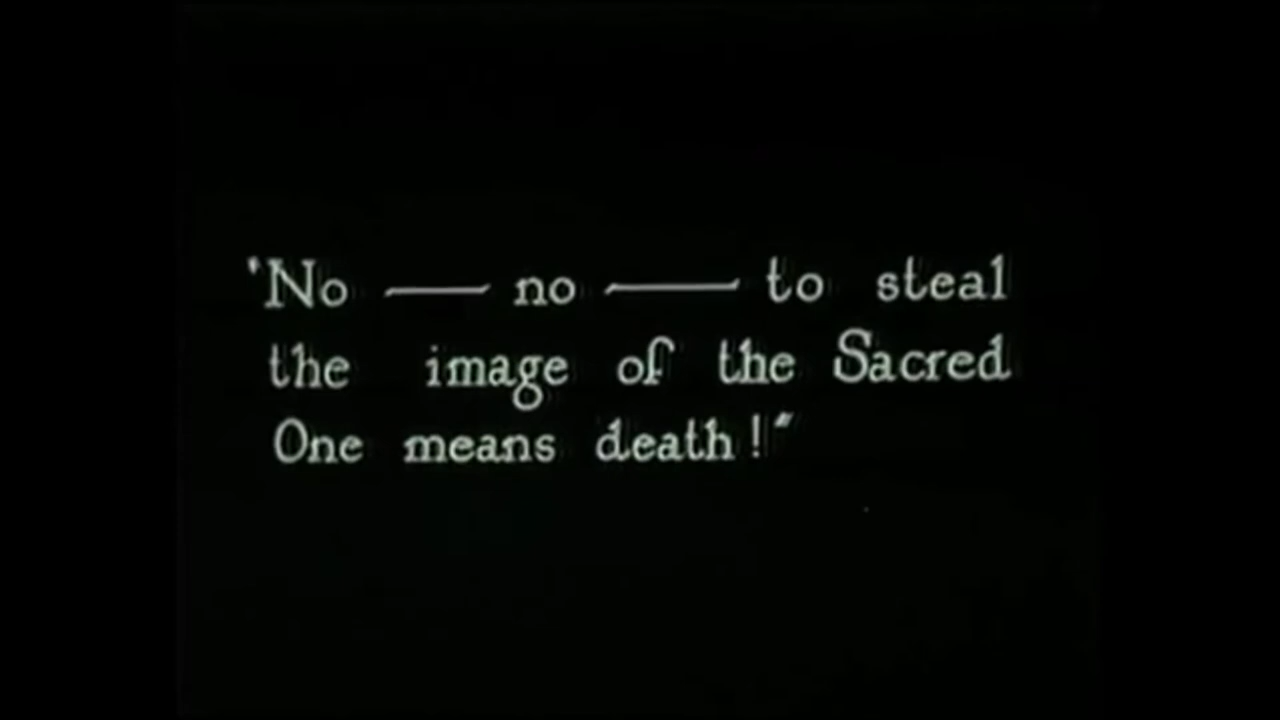 "No — no — to steal
the image of the Sacred
One means death!"